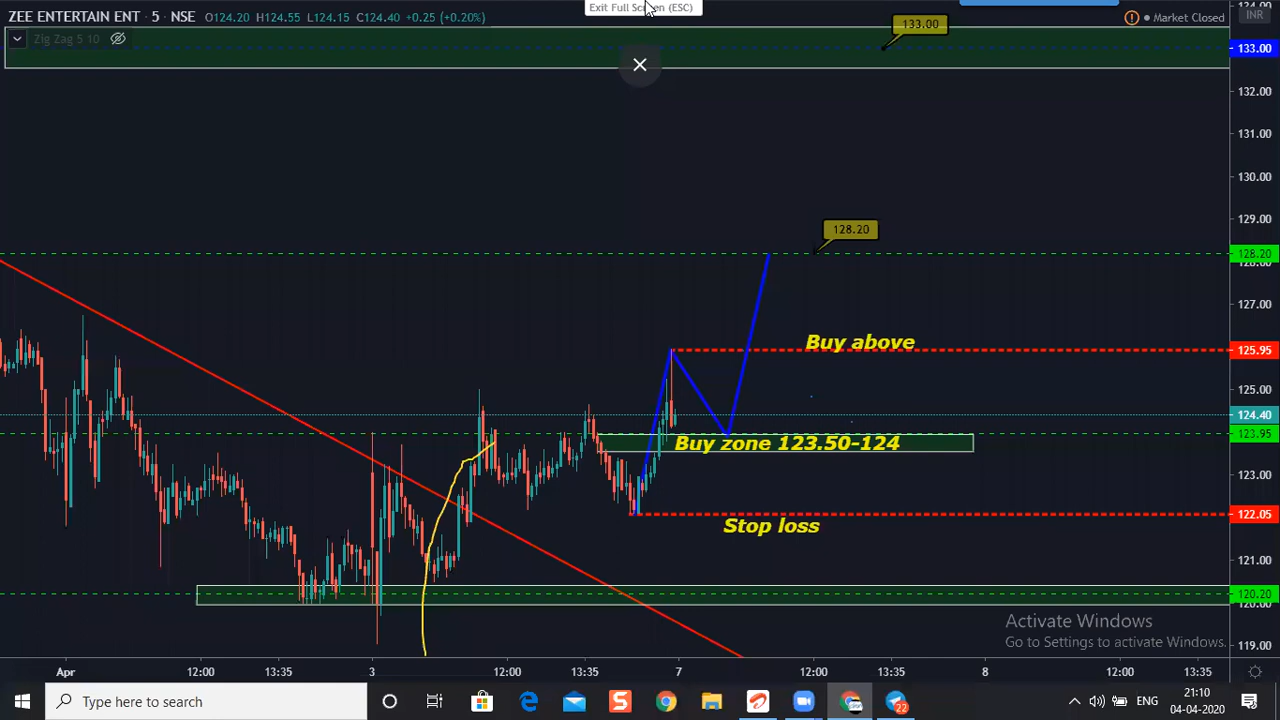 ZEE ENTERTAIN ENT · 5 · NSE O124.20 H124.55 L124.15 C124.40 +0.25 (+0.20%)
Exit Full Screen (ESC)
Market Closed
INR
Zig Zag 5 10
133.00
133.00
132.00
131.00
130.00
129.00
128.20
128.20
128.00
127.00
Buy above
125.95
125.00
124.40
123.95
Buy zone 123.50-124
123.00
122.05
Stop loss
121.00
120.20
120.00
119.00
Activate Windows
Go to Settings to activate Windows.
Apr 12:00 13:35 3 12:00 13:35 7 12:00 13:35 8 12:00 13:35
Type here to search
S
22
ENG
21:10
04-04-2020